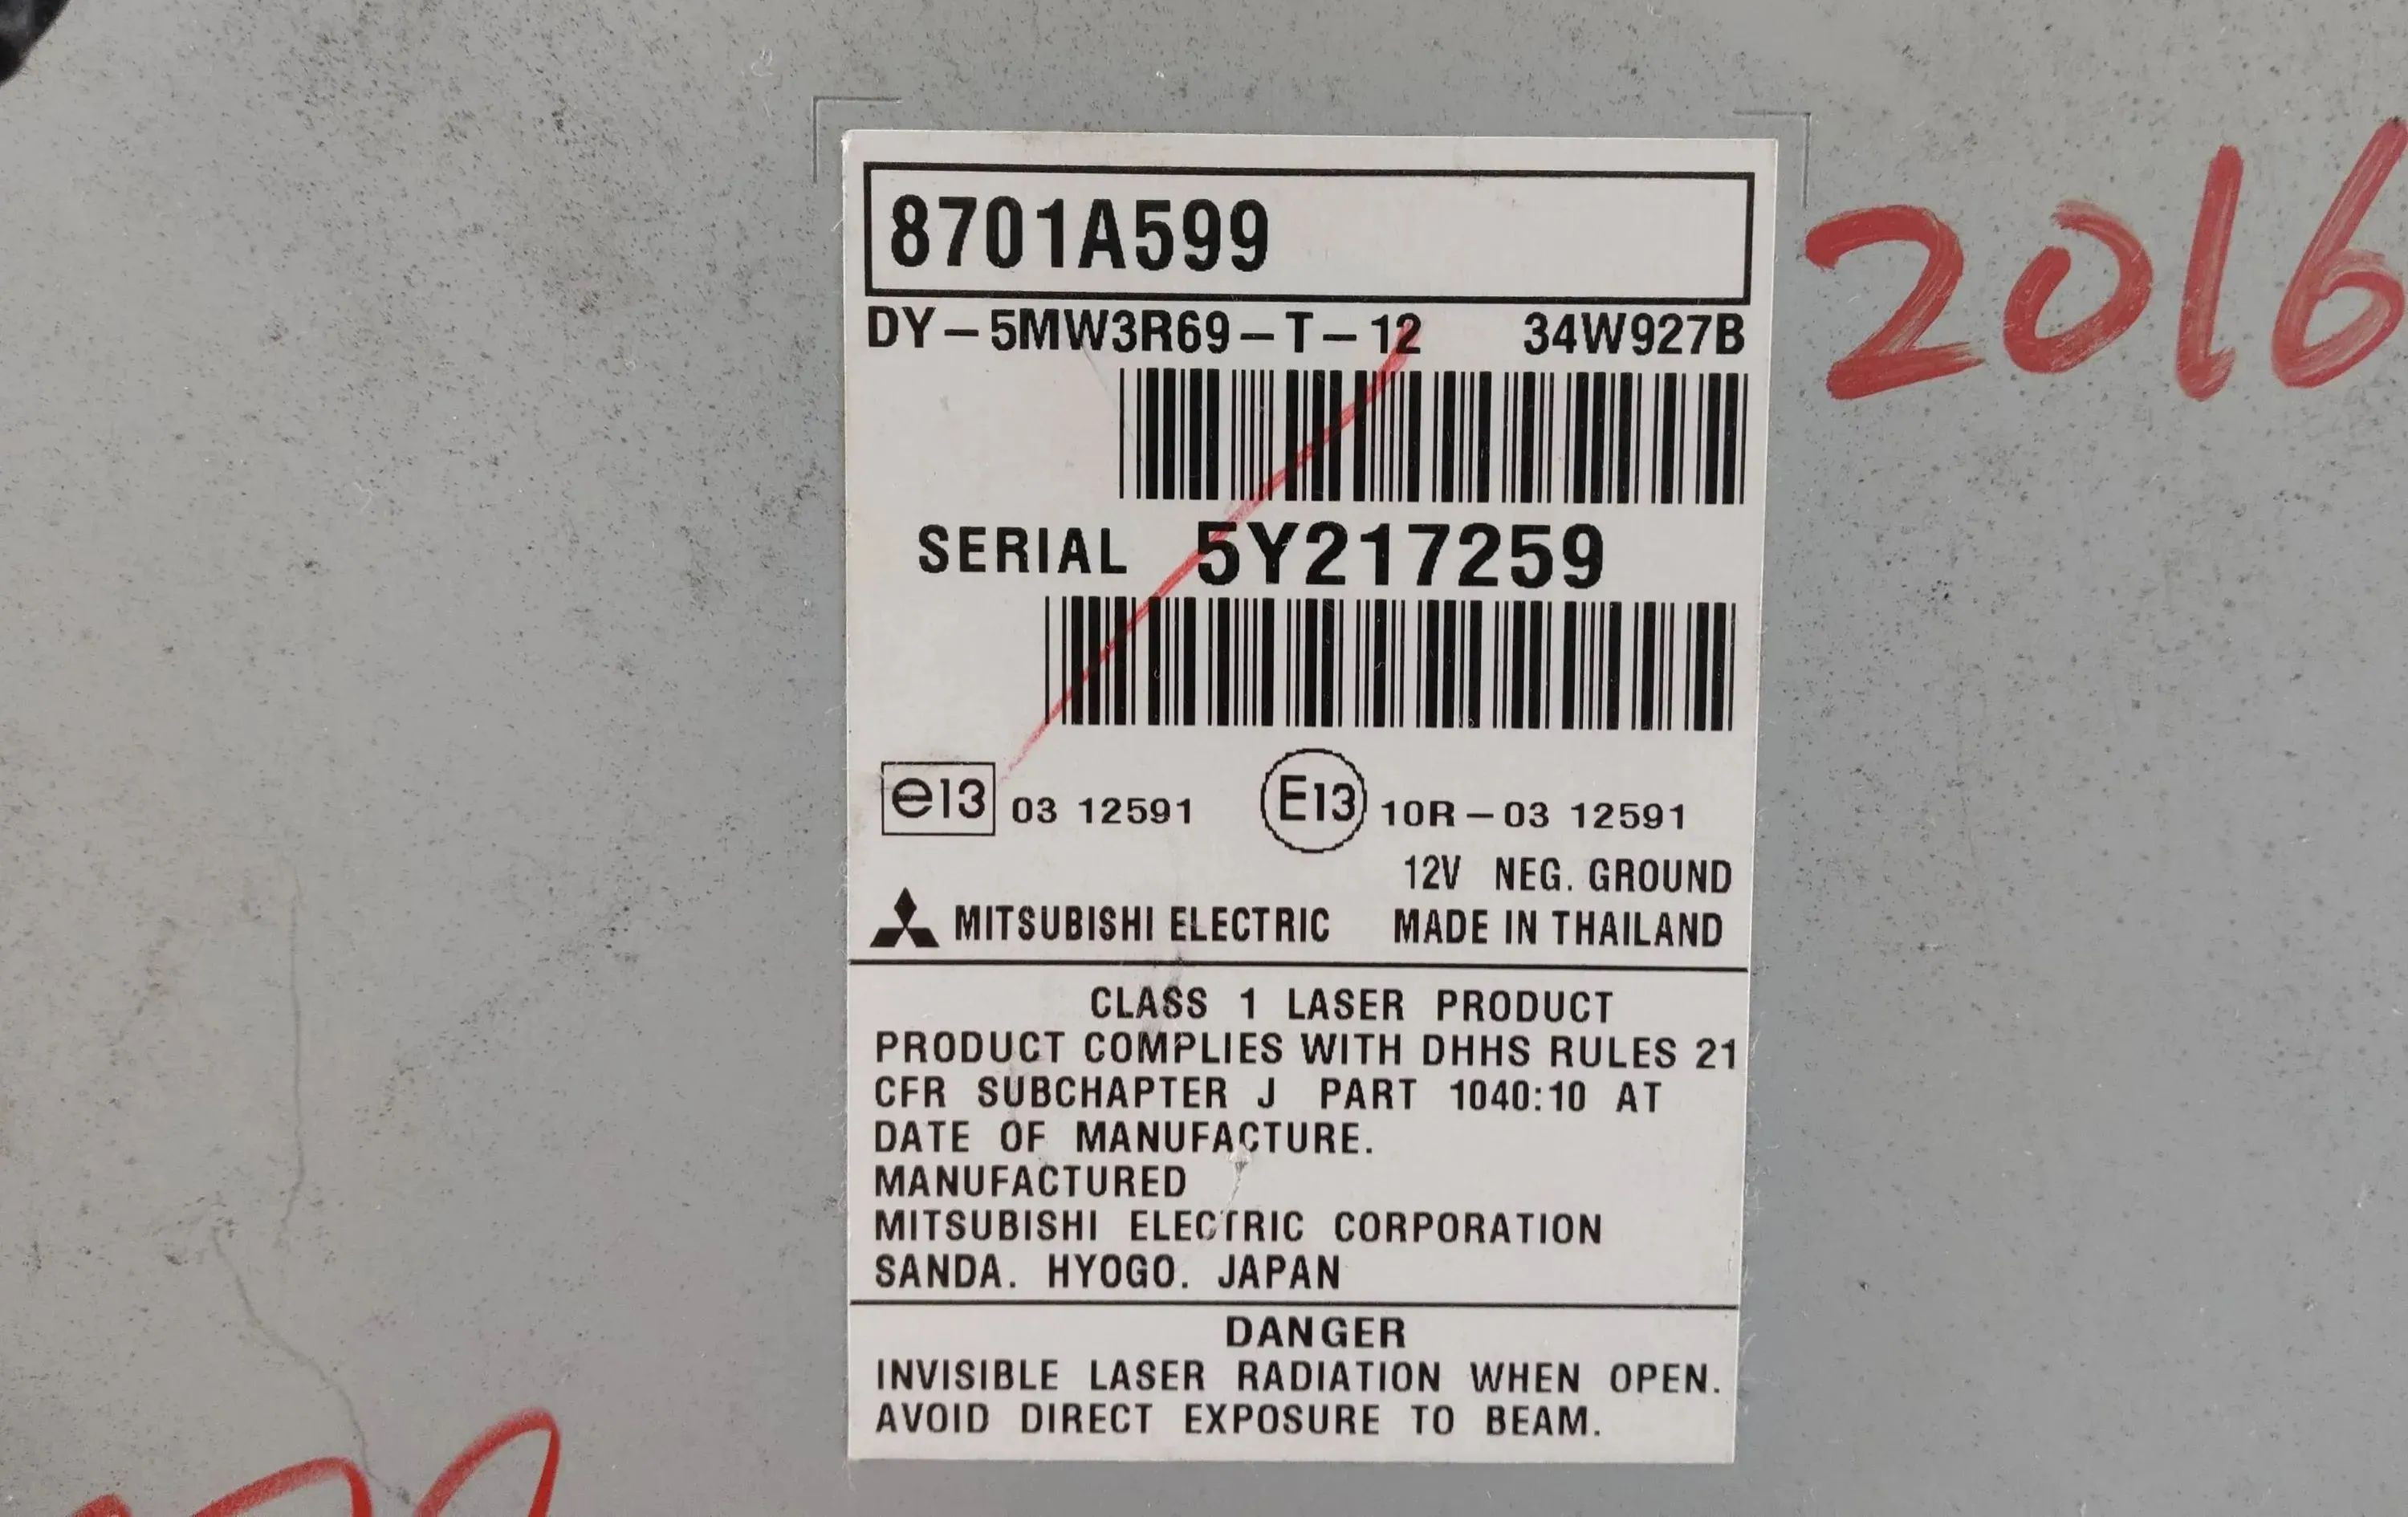 8701A599
DY-5MW3R69-T-12 34W927B
2016
SERIAL 5Y217259
e13 03 12591 E13 10R-03 12591
12V NEG. GROUND
MITSUBISHI ELECTRIC MADE IN THAILAND
CLASS 1 LASER PRODUCT
PRODUCT COMPLIES WITH DHHS RULES 21
CFR SUBCHAPTER J PART 1040:10 AT
DATE OF MANUFACTURE.
MANUFACTURED
MITSUBISHI ELECTRIC CORPORATION
SANDA. HYOGO. JAPAN
DANGER
INVISIBLE LASER RADIATION WHEN OPEN.
AVOID DIRECT EXPOSURE TO BEAM.